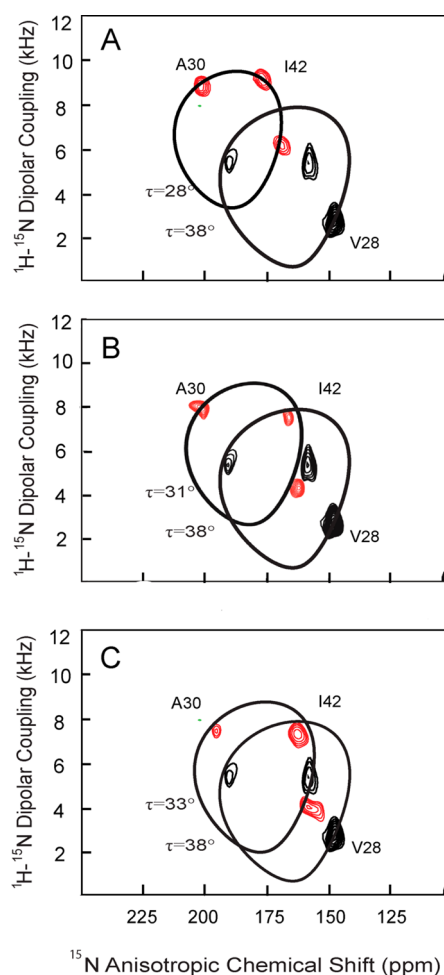 A
A30
I42
τ=28°
τ=38°
V28
12
10
8
6
4
2
¹H-¹⁵N Dipolar Coupling (kHz)
B
A30
I42
τ=31°
τ=38°
V28
12
10
8
6
4
2
¹H-¹⁵N Dipolar Coupling (kHz)
C
A30
I42
τ=33°
τ=38°
V28
12
10
8
6
4
2
¹H-¹⁵N Dipolar Coupling (kHz)
225 200 175 150
¹⁵N Anisotropic Chemical Shift (ppm)